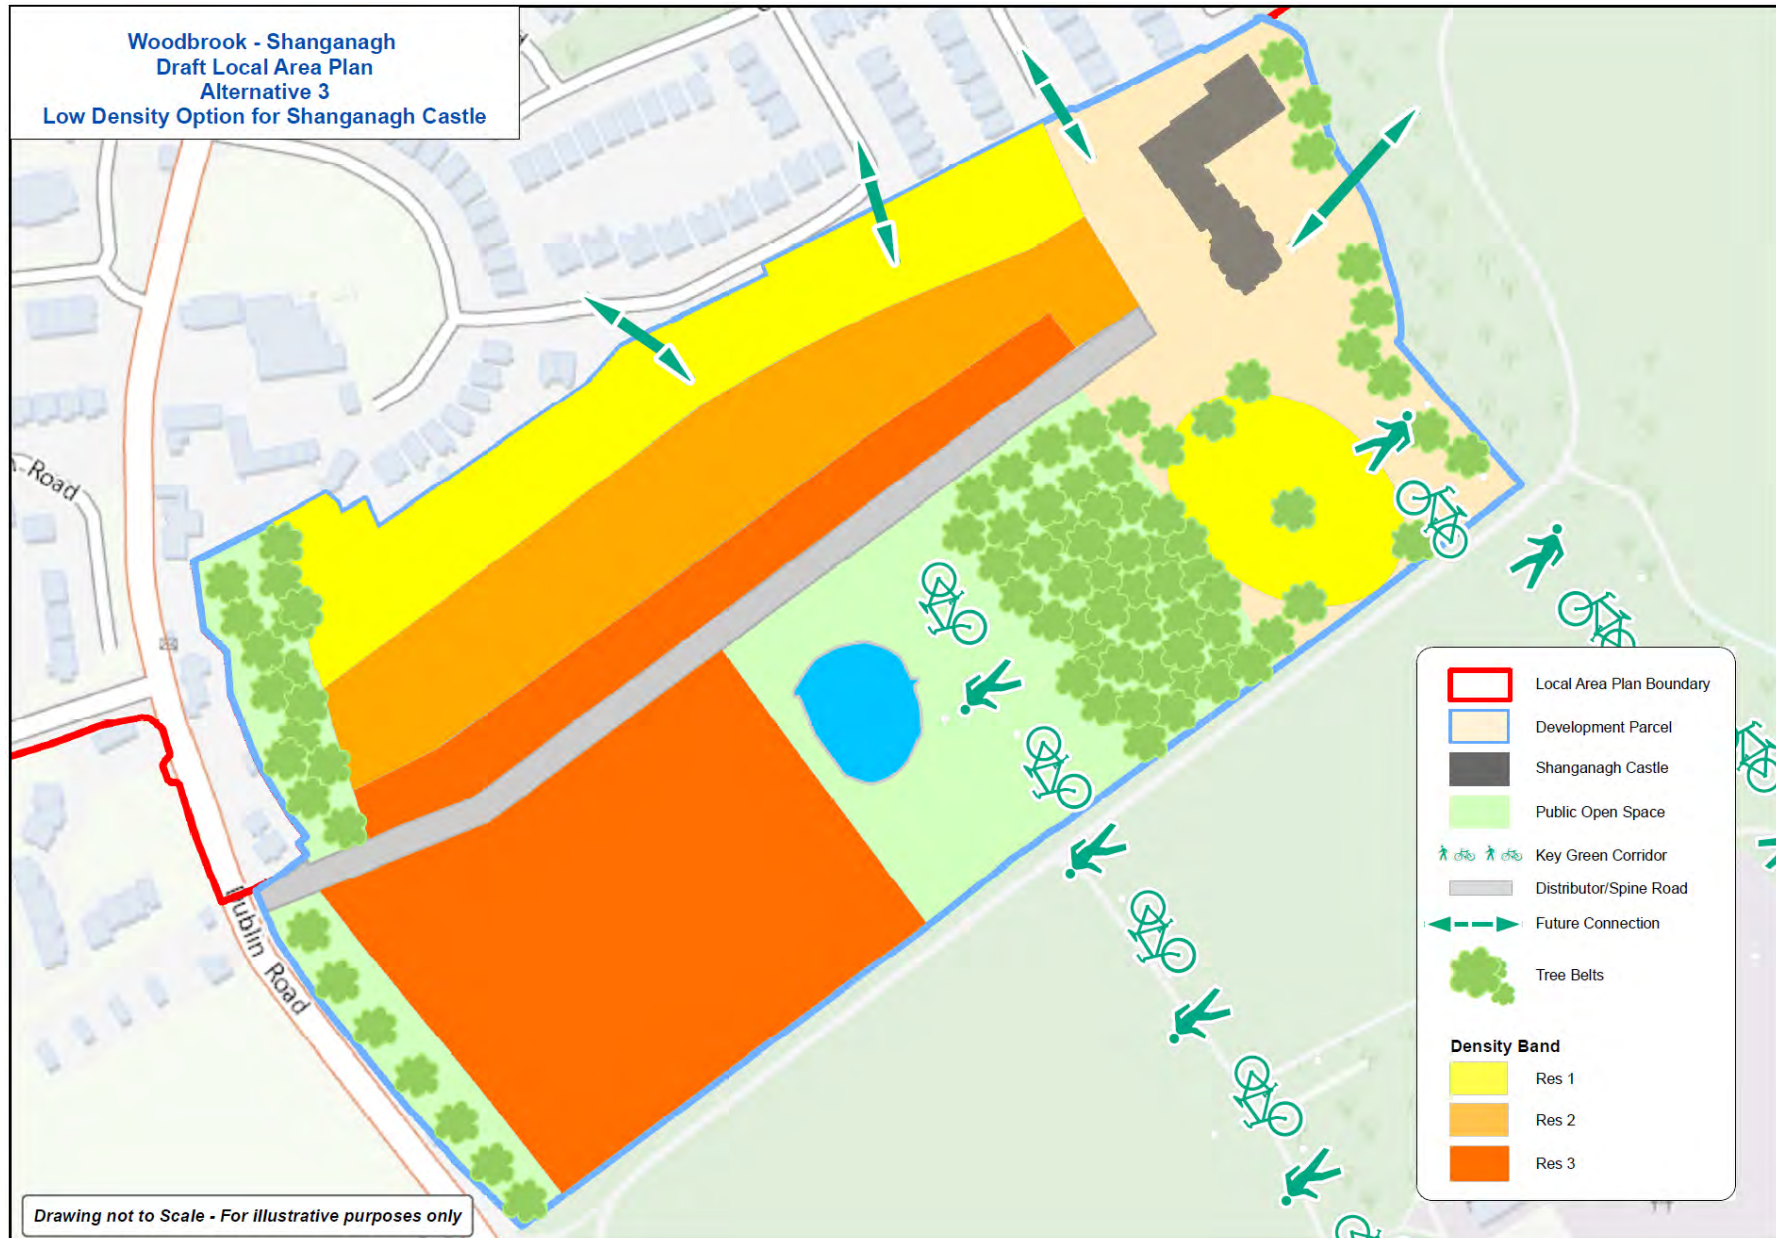 Woodbrook - Shanganagh
Draft Local Area Plan
Alternative 3
Low Density Option for Shanganagh Castle
Road
Dublin Road
Local Area Plan Boundary
Development Parcel
Shanganagh Castle
Public Open Space
Key Green Corridor
Distributor/Spine Road
Future Connection
Tree Belts
Density Band
Res 1
Res 2
Res 3
Drawing not to Scale - For illustrative purposes only